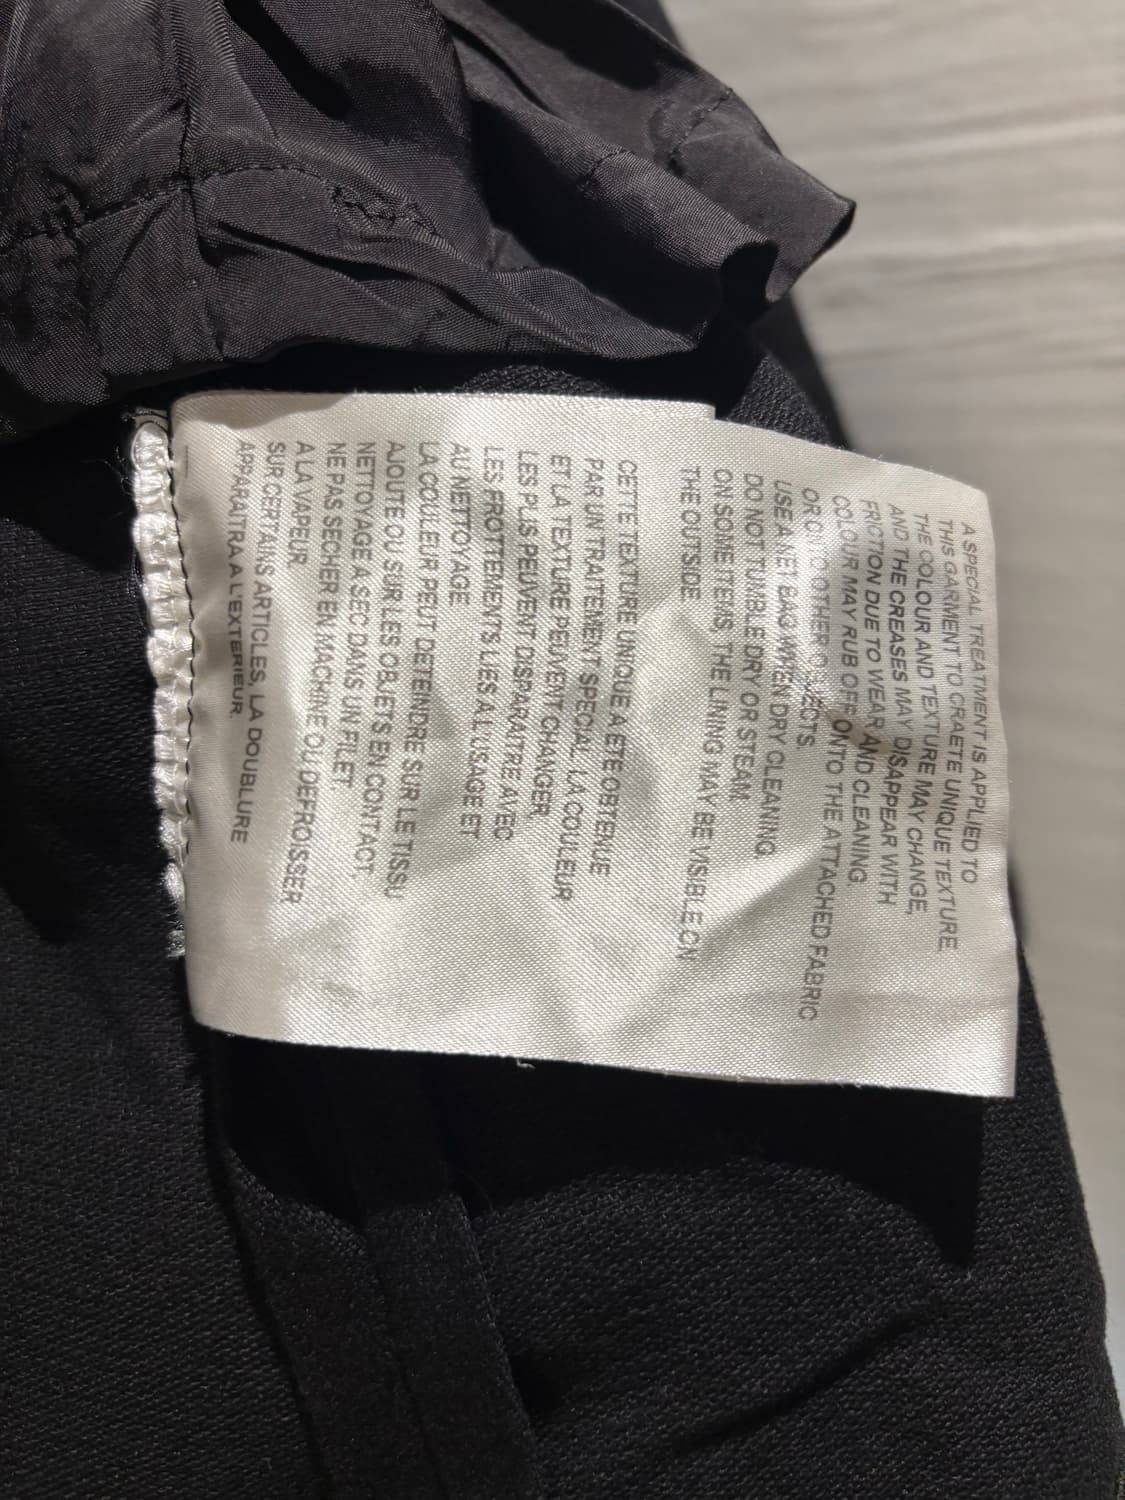 A SPECIAL TREATMENT IS APPLIED TO
THIS GARMENT TO CRAETE UNIQUE TEXTURE.
THE COLOUR AND TEXTURE MAY CHANGE,
AND THE CREASES MAY DISAPPEAR WITH
FRICTION DUE TO WEAR AND CLEANING.
COLOUR MAY RUB OFF ONTO THE ATTACHED FABRIC
OR ONTO OTHER OBJECTS.
USE A NET BAG WHEN DRY CLEANING.
DO NOT TUMBLE DRY OR STEAM.
ON SOME ITEMS, THE LINING MAY BE VISIBLE ON
THE OUTSIDE.
CETTE TEXTURE UNIQUE A ETE OBTENUE
PAR UN TRAITEMENT SPECIAL. LA COULEUR
ET LA TEXTURE PEUVENT CHANGER,
LES PLIS PEUVENT DISPARAITRE AVEC
LES FROTTEMENTS LIES A L'USAGE ET
AU NETTOYAGE.
LA COULEUR PEUT DETEINDRE SUR LE TISSU
AJOUTE OU SUR LES OBJETS EN CONTACT.
NETTOYAGE A SEC DANS UN FILET.
NE PAS SECHER EN MACHINE OU DEFROISSER
A LA VAPEUR.
SUR CERTAINS ARTICLES, LA DOUBLURE
APPARAITRA A L'EXTERIEUR.